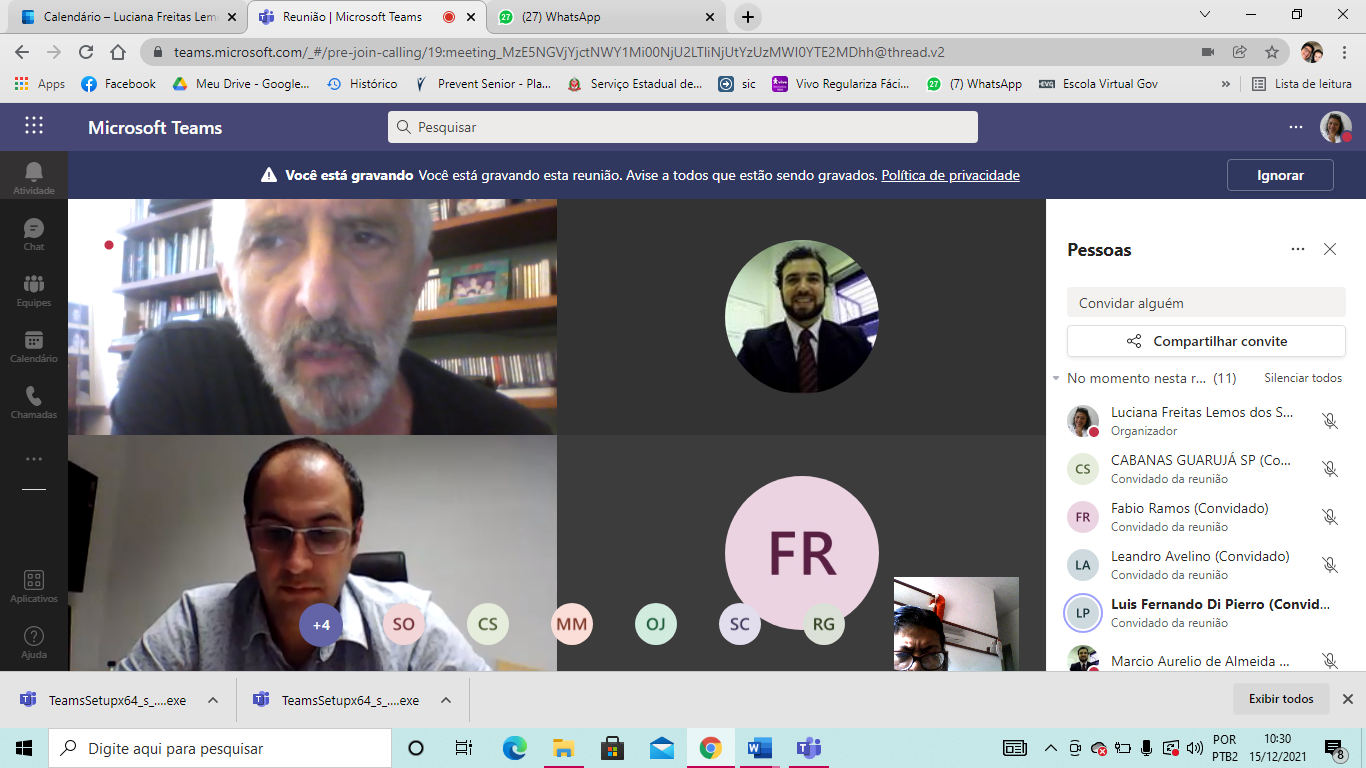 Calendário – Luciana Freitas Lem
Reunião | Microsoft Teams
(27) WhatsApp
teams.microsoft.com/_#/pre-join-calling/19:meeting_MzE5NGVjYjctNWY1Mi00NjU2LTliNjUtYzUzMWI0YTE2MDhh@thread.v2
Apps
Facebook
Meu Drive - Google...
Histórico
Prevent Senior - Pla...
Serviço Estadual de...
sic
Vivo Regulariza Fáci...
(7) WhatsApp
Escola Virtual Gov
»
Lista de leitura
Microsoft Teams
Pesquisar
Você está gravando Você está gravando esta reunião. Avise a todos que estão sendo gravados. Política de privacidade
Ignorar
Atividade
Chat
Equipes
Calendário
Chamadas
Aplicativos
Ajuda
FR
+4
SO
CS
MM
OJ
SC
RG
Pessoas
Convidar alguém
Compartilhar convite
No momento nesta r... (11)
Silenciar todos
Luciana Freitas Lemos dos S...
Organizador
CS
CABANAS GUARUJÁ SP (Co...
Convidado da reunião
FR
Fabio Ramos (Convidado)
Convidado da reunião
LA
Leandro Avelino (Convidado)
Convidado da reunião
LP
Luis Fernando Di Pierro (Convid...
Convidado da reunião
Marcio Aurelio de Almeida ...
TeamsSetupx64_s_....exe
TeamsSetupx64_s_....exe
Exibir todos
Digite aqui para pesquisar
POR
PTB2
10:30
15/12/2021
8